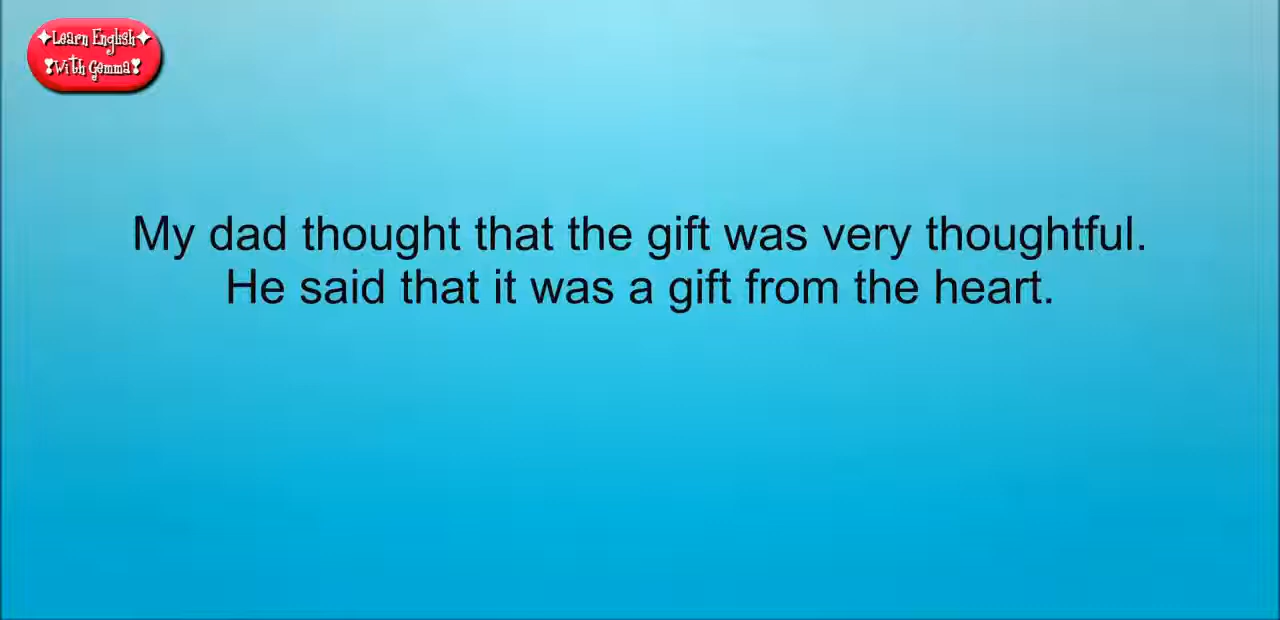 Learn English
With Gemma
My dad thought that the gift was very thoughtful.
He said that it was a gift from the heart.